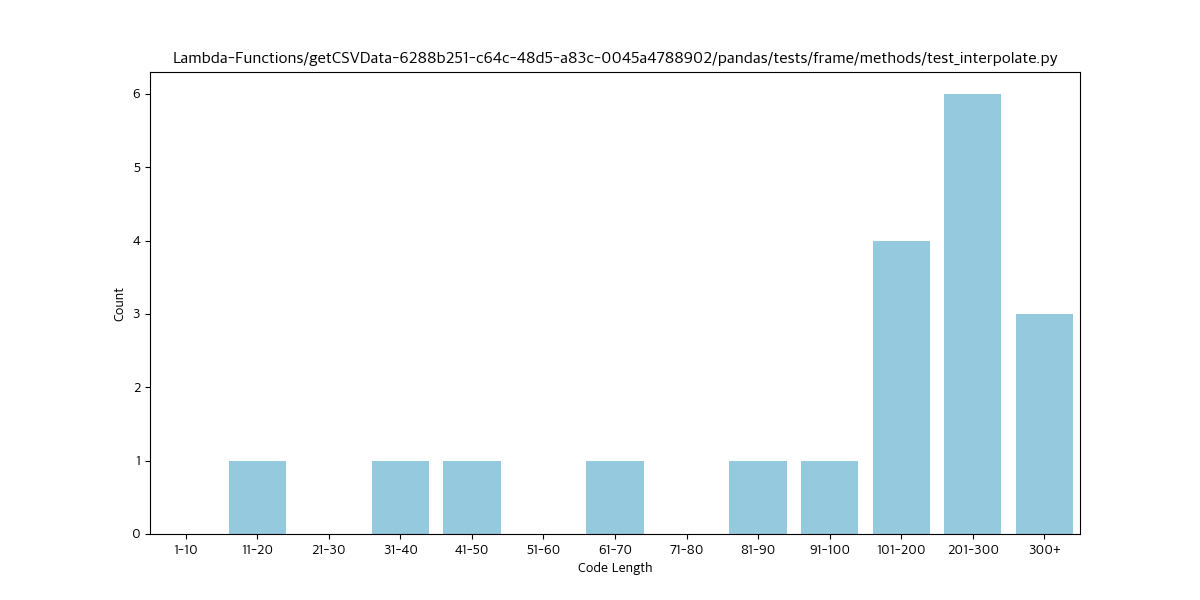 Lambda-Functions/getCSVData-6288b251-c64c-48d5-a83c-0045a4788902/pandas/tests/frame/methods/test_interpolate.py
6
5
4
3
2
1
0
Count
1-10 11-20 21-30 31-40 41-50 51-60 61-70 71-80 81-90 91-100 101-200 201-300 300+
Code Length